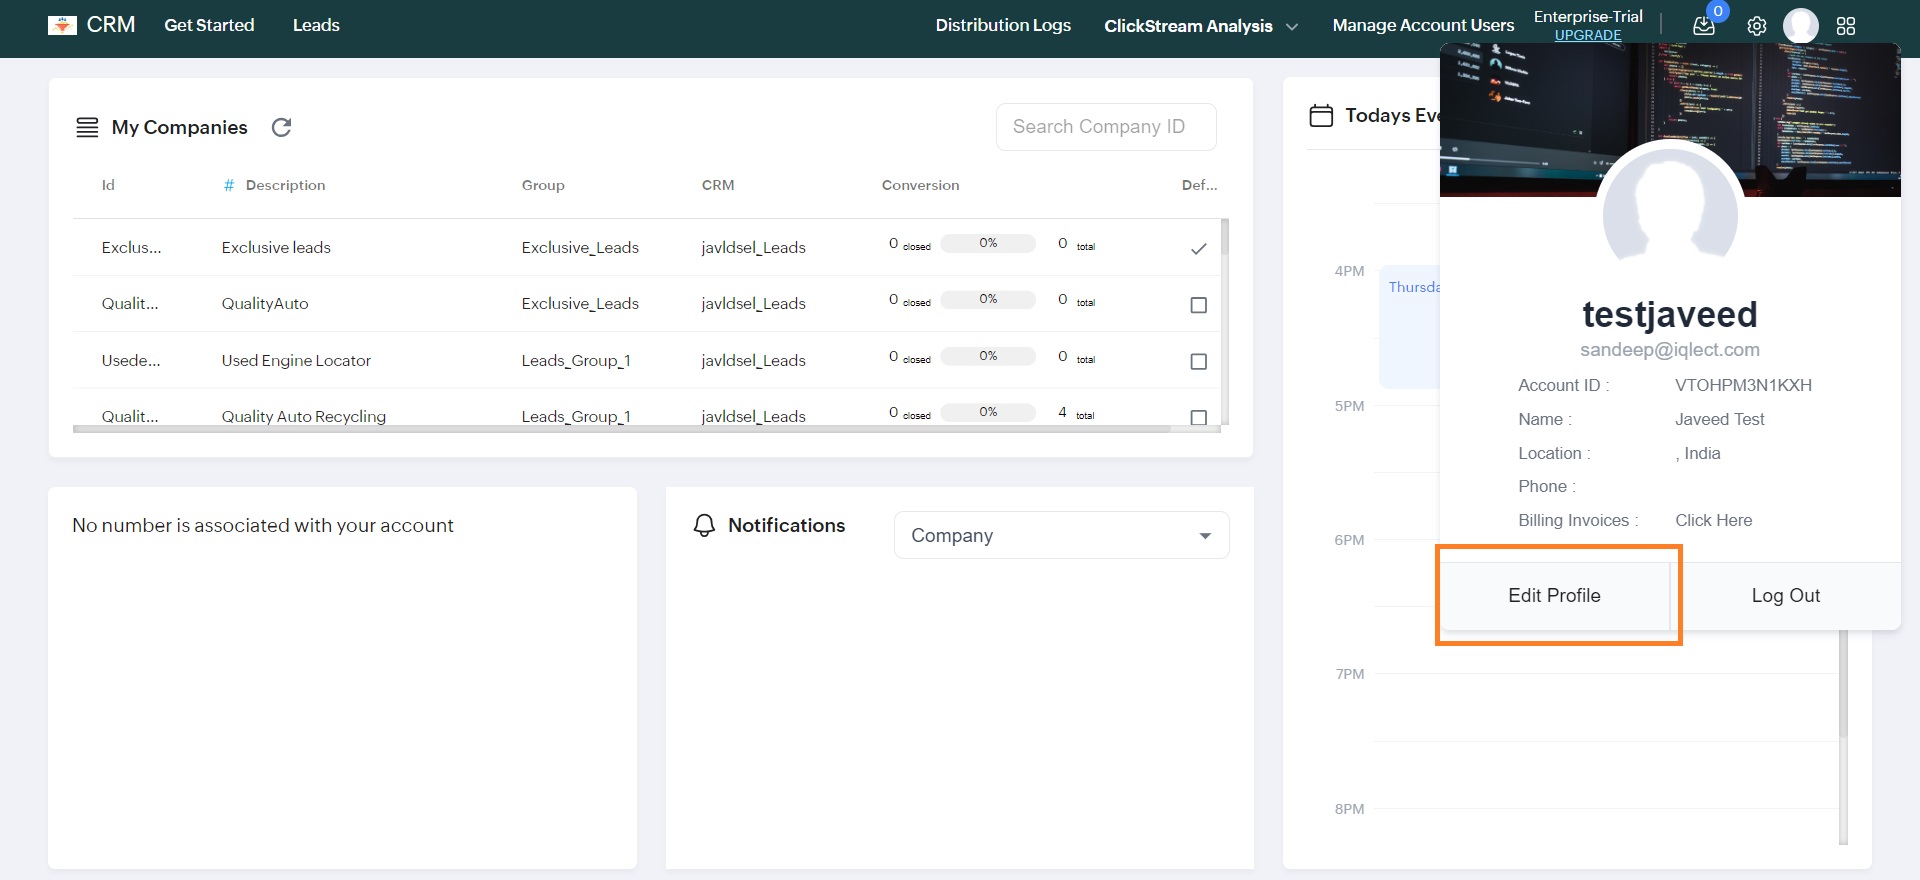 CRM Get Started Leads Distribution Logs ClickStream Analysis Manage Account Users Enterprise-Trial 0
UPGRADE
My Companies Search Company ID
Id # Description Group CRM Conversion Def...
Exclus... Exclusive leads Exclusive_Leads javldsel_Leads 0 closed 0% 0 total
Qualit... QualityAuto Exclusive_Leads javldsel_Leads 0 closed 0% 0 total
Usede... Used Engine Locator Leads_Group_1 javldsel_Leads 0 closed 0% 0 total
Qualit... Quality Auto Recycling Leads_Group_1 javldsel_Leads 0 closed 0% 4 total
No number is associated with your account
Notifications Company
Todays Eve
4PM
Thursda
5PM
6PM
7PM
8PM
testjaveed
sandeep@iqlect.com
Account ID : VTOHPM3N1KXH
Name : Javeed Test
Location : , India
Phone :
Billing Invoices : Click Here
Edit Profile Log Out